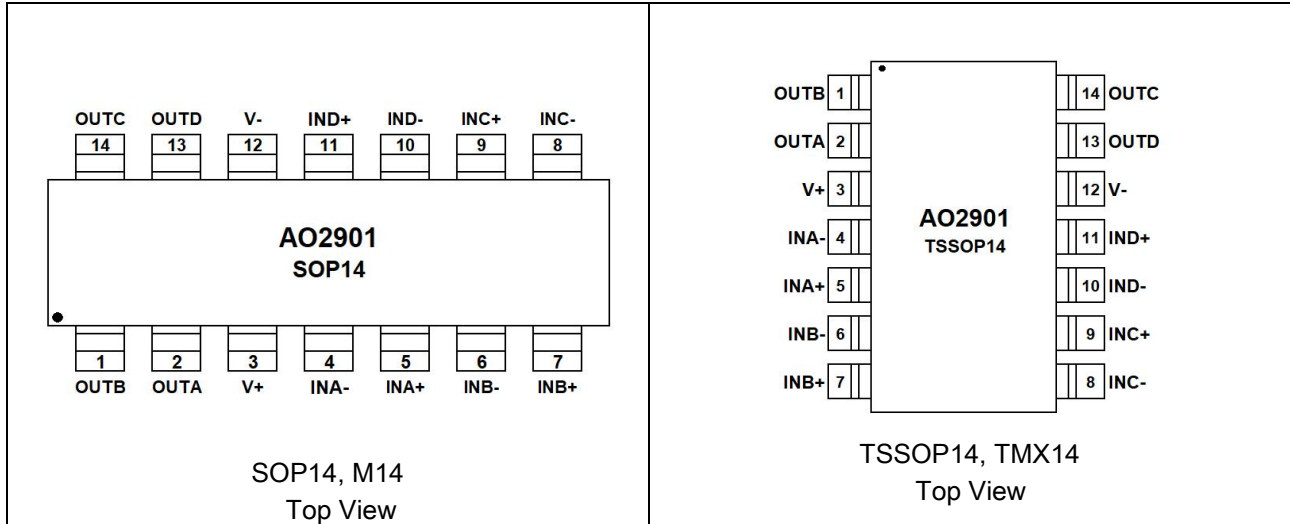 OUTC OUTD V- IND+ IND- INC+ INC-
14 13 12 11 10 9 8
AO2901
SOP14
1 2 3 4 5 6 7
OUTB OUTA V+ INA- INA+ INB- INB+
SOP14, M14
Top View
OUTB 1 14 OUTC
OUTA 2 13 OUTD
V+ 3 12 V-
AO2901
INA- 4 11 IND+
TSSOP14
INA+ 5 10 IND-
INB- 6 9 INC+
INB+ 7 8 INC-
TSSOP14, TMX14
Top View